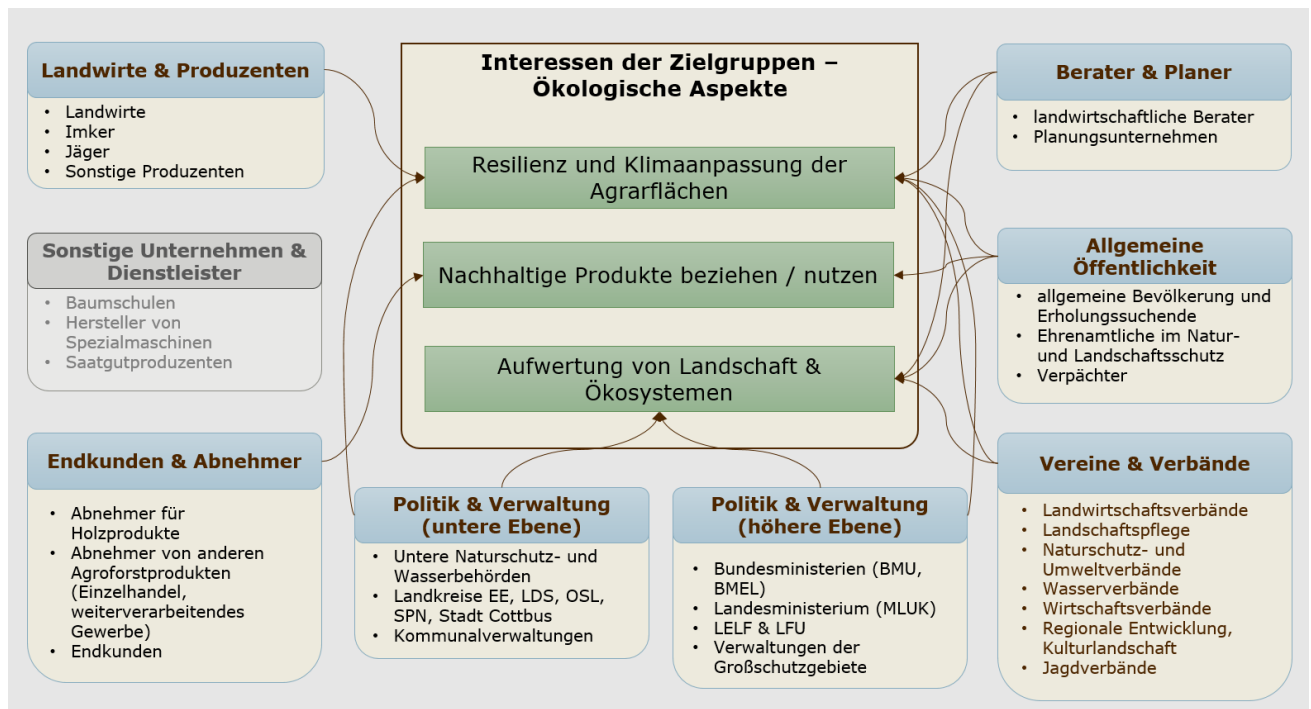 Landwirte & Produzenten
• Landwirte
• Imker
• Jäger
• Sonstige Produzenten
Sonstige Unternehmen &
Dienstleister
• Baumschulen
• Hersteller von
Spezialmaschinen
• Saatgutproduzenten
Endkunden & Abnehmer
• Abnehmer für
Holzprodukte
• Abnehmer von anderen
Agroforstprodukten
(Einzelhandel,
weiterverarbeitendes
Gewerbe)
• Endkunden
Interessen der Zielgruppen –
Ökologische Aspekte
Resilienz und Klimaanpassung der
Agrarflächen
Nachhaltige Produkte beziehen / nutzen
Aufwertung von Landschaft &
Ökosystemen
Politik & Verwaltung
(untere Ebene)
• Untere Naturschutz- und
Wasserbehörden
• Landkreise EE, LDS, OSL,
SPN, Stadt Cottbus
• Kommunalverwaltungen
Politik & Verwaltung
(höhere Ebene)
• Bundesministerien (BMU,
BMEL)
• Landesministerium (MLUK)
• LELF & LFU
• Verwaltungen der
Großschutzgebiete
Berater & Planer
• landwirtschaftliche Berater
• Planungsunternehmen
Allgemeine
Öffentlichkeit
• allgemeine Bevölkerung und
Erholungssuchende
• Ehrenamtliche im Natur-
und Landschaftsschutz
• Verpächter
Vereine & Verbände
• Landwirtschaftsverbände
• Landschaftspflege
• Naturschutz- und
Umweltverbände
• Wasserverbände
• Wirtschaftsverbände
• Regionale Entwicklung,
Kulturlandschaft
• Jagdverbände